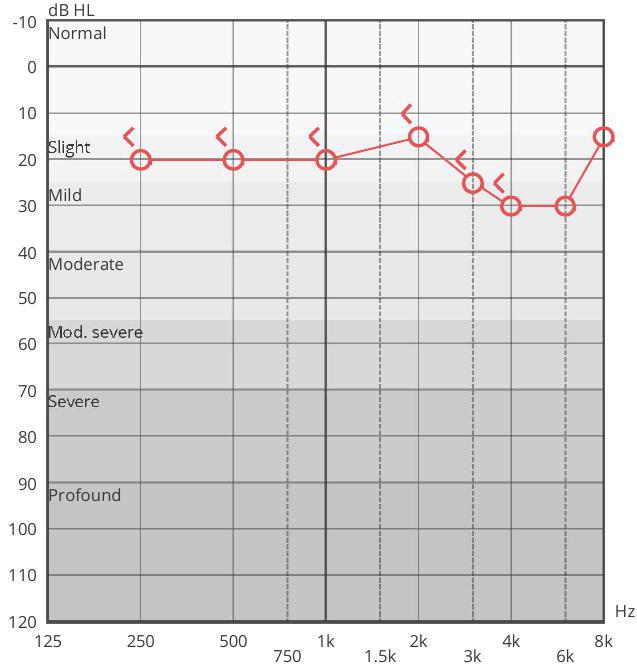 dB HL
-10
Normal
0
10
Slight
20
Mild
30
40
Moderate
50
Mod. severe
60
70
Severe
80
90
Profound
100
110
120
Hz
125 250 500 1k 2k 4k 8k
750 1.5k 3k 6k